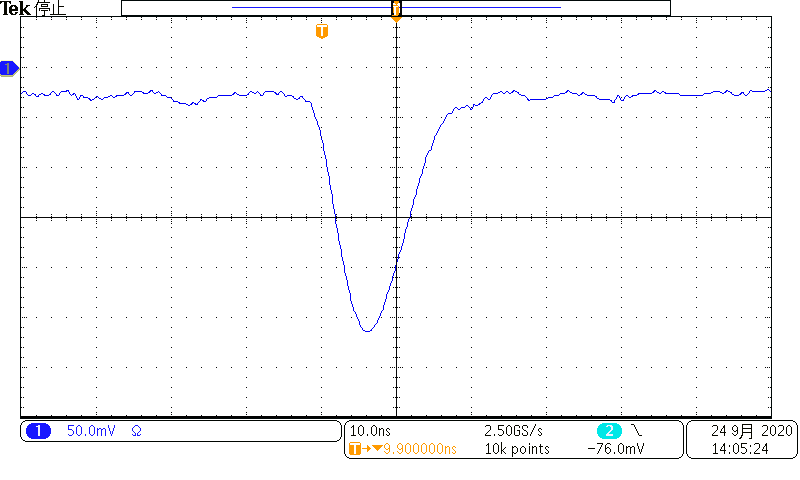 Tek 停止
T
T
1
1 50.0mV Ω
10.0ns 2.50GS/s 2
T→▼9.900000ns 10k points -76.0mV
24 9月 2020
14:05:24